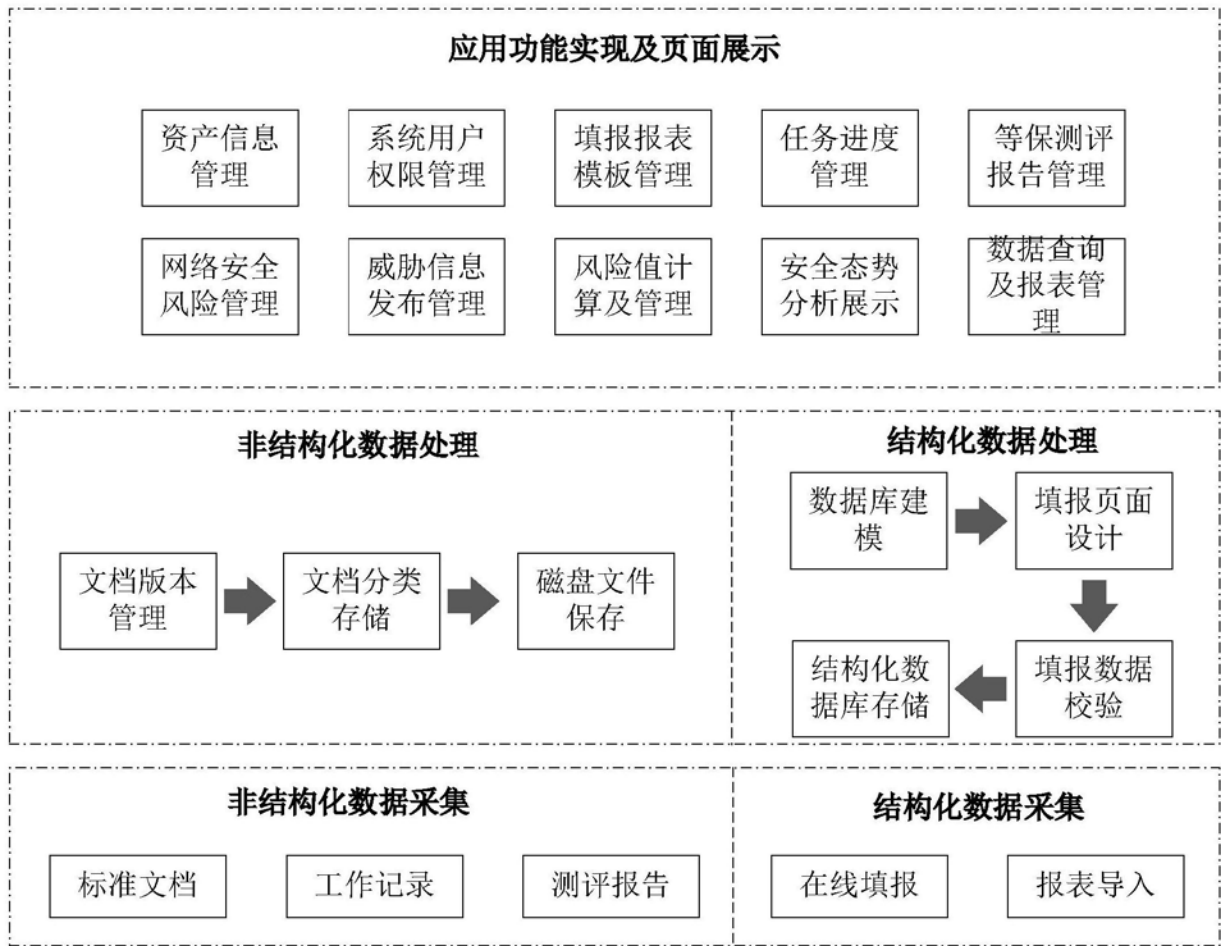 应用功能实现及页面展示
资产信息
管理
系统用户
权限管理
填报报表
模板管理
任务进度
管理
等保测评
报告管理
网络安全
风险管理
威胁信息
发布管理
风险值计
算及管理
安全态势
分析展示
数据查询
及报表管
理
非结构化数据处理
文档版本
管理
文档分类
存储
磁盘文件
保存
结构化数据处理
数据库建
模
填报页面
设计
结构化数
据库存储
填报数据
校验
非结构化数据采集
标准文档
工作记录
测评报告
结构化数据采集
在线填报
报表导入